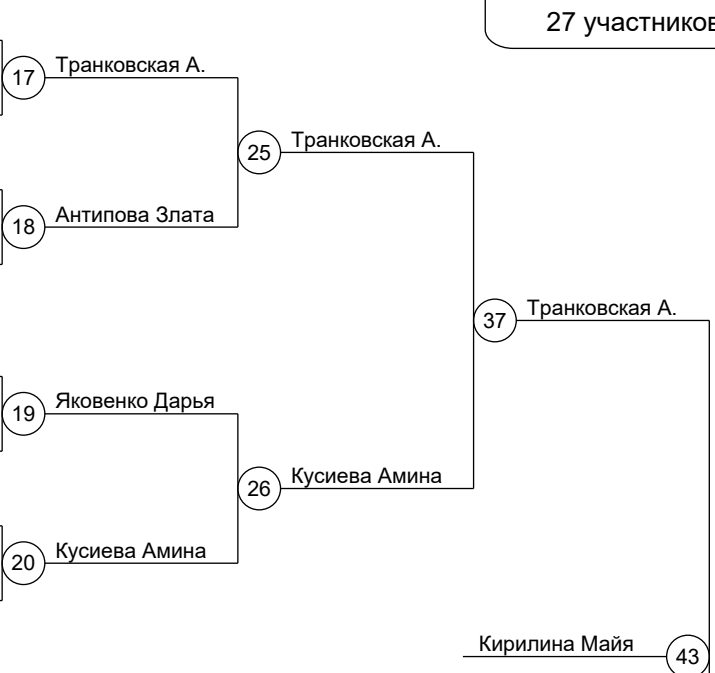 27 участников
17 Транковская А.
25 Транковская А.
18 Антипова Злата
37 Транковская А.
19 Яковенко Дарья
26 Кусиева Амина
20 Кусиева Амина
Кирилина Майя 43